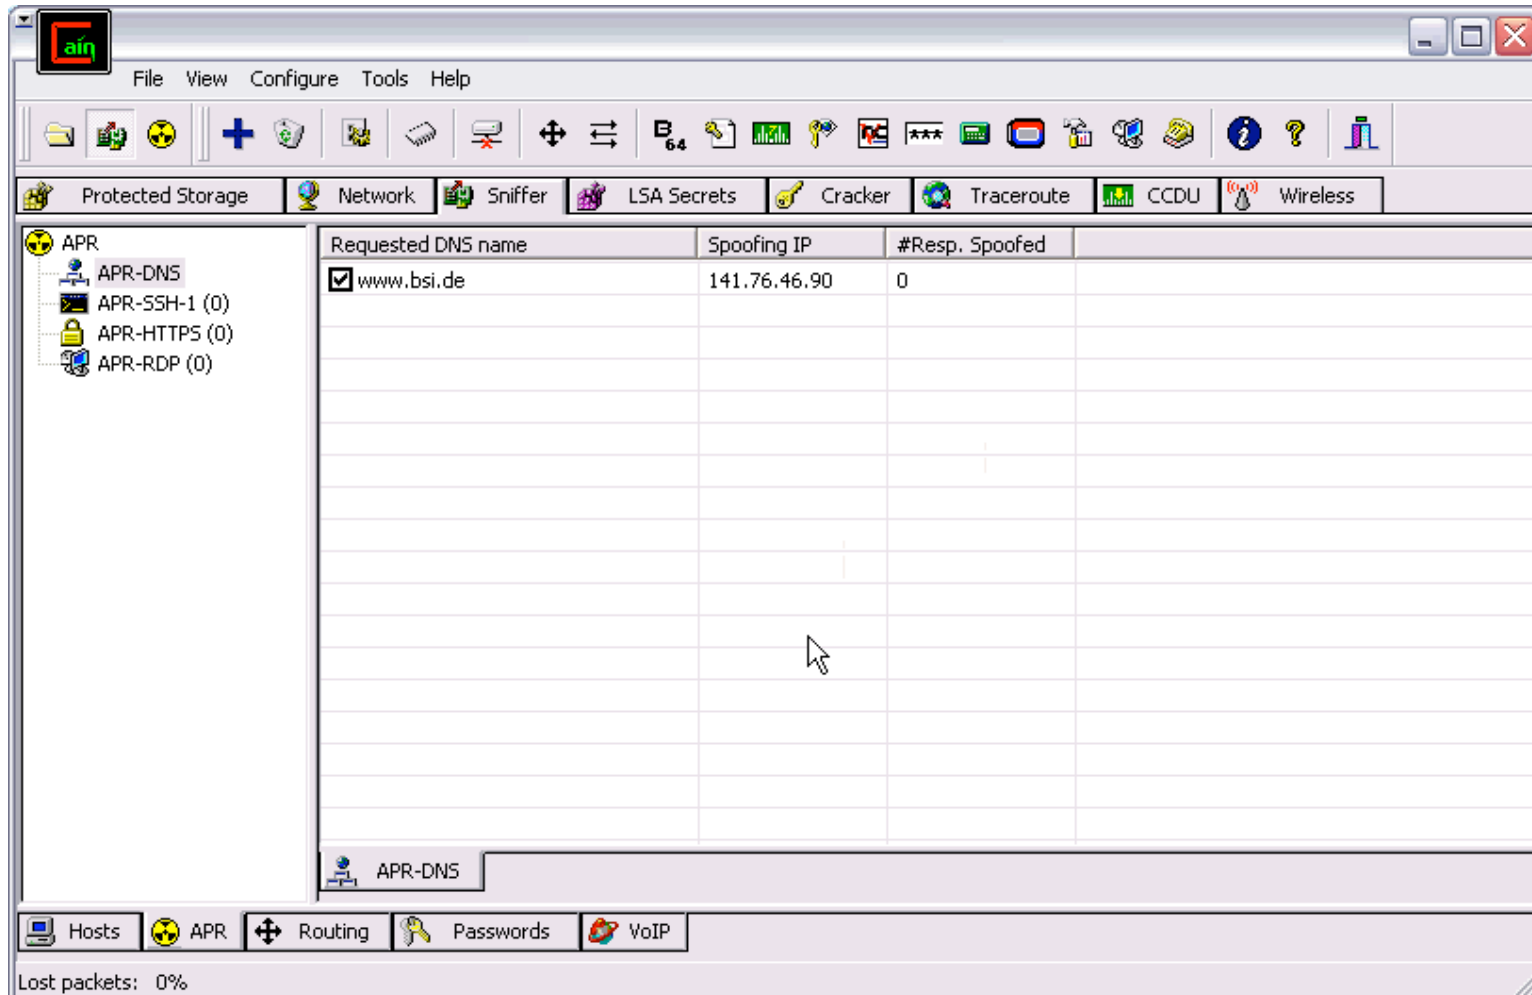 Cain
File View Configure Tools Help
B 64
***
Protected Storage Network Sniffer LSA Secrets Cracker Traceroute CCDU Wireless
APR
APR-DNS
APR-SSH-1 (0)
APR-HTTPS (0)
APR-RDP (0)
Requested DNS name Spoofing IP #Resp. Spoofed
www.bsi.de 141.76.46.90 0
APR-DNS
Hosts APR Routing Passwords VoIP
Lost packets: 0%